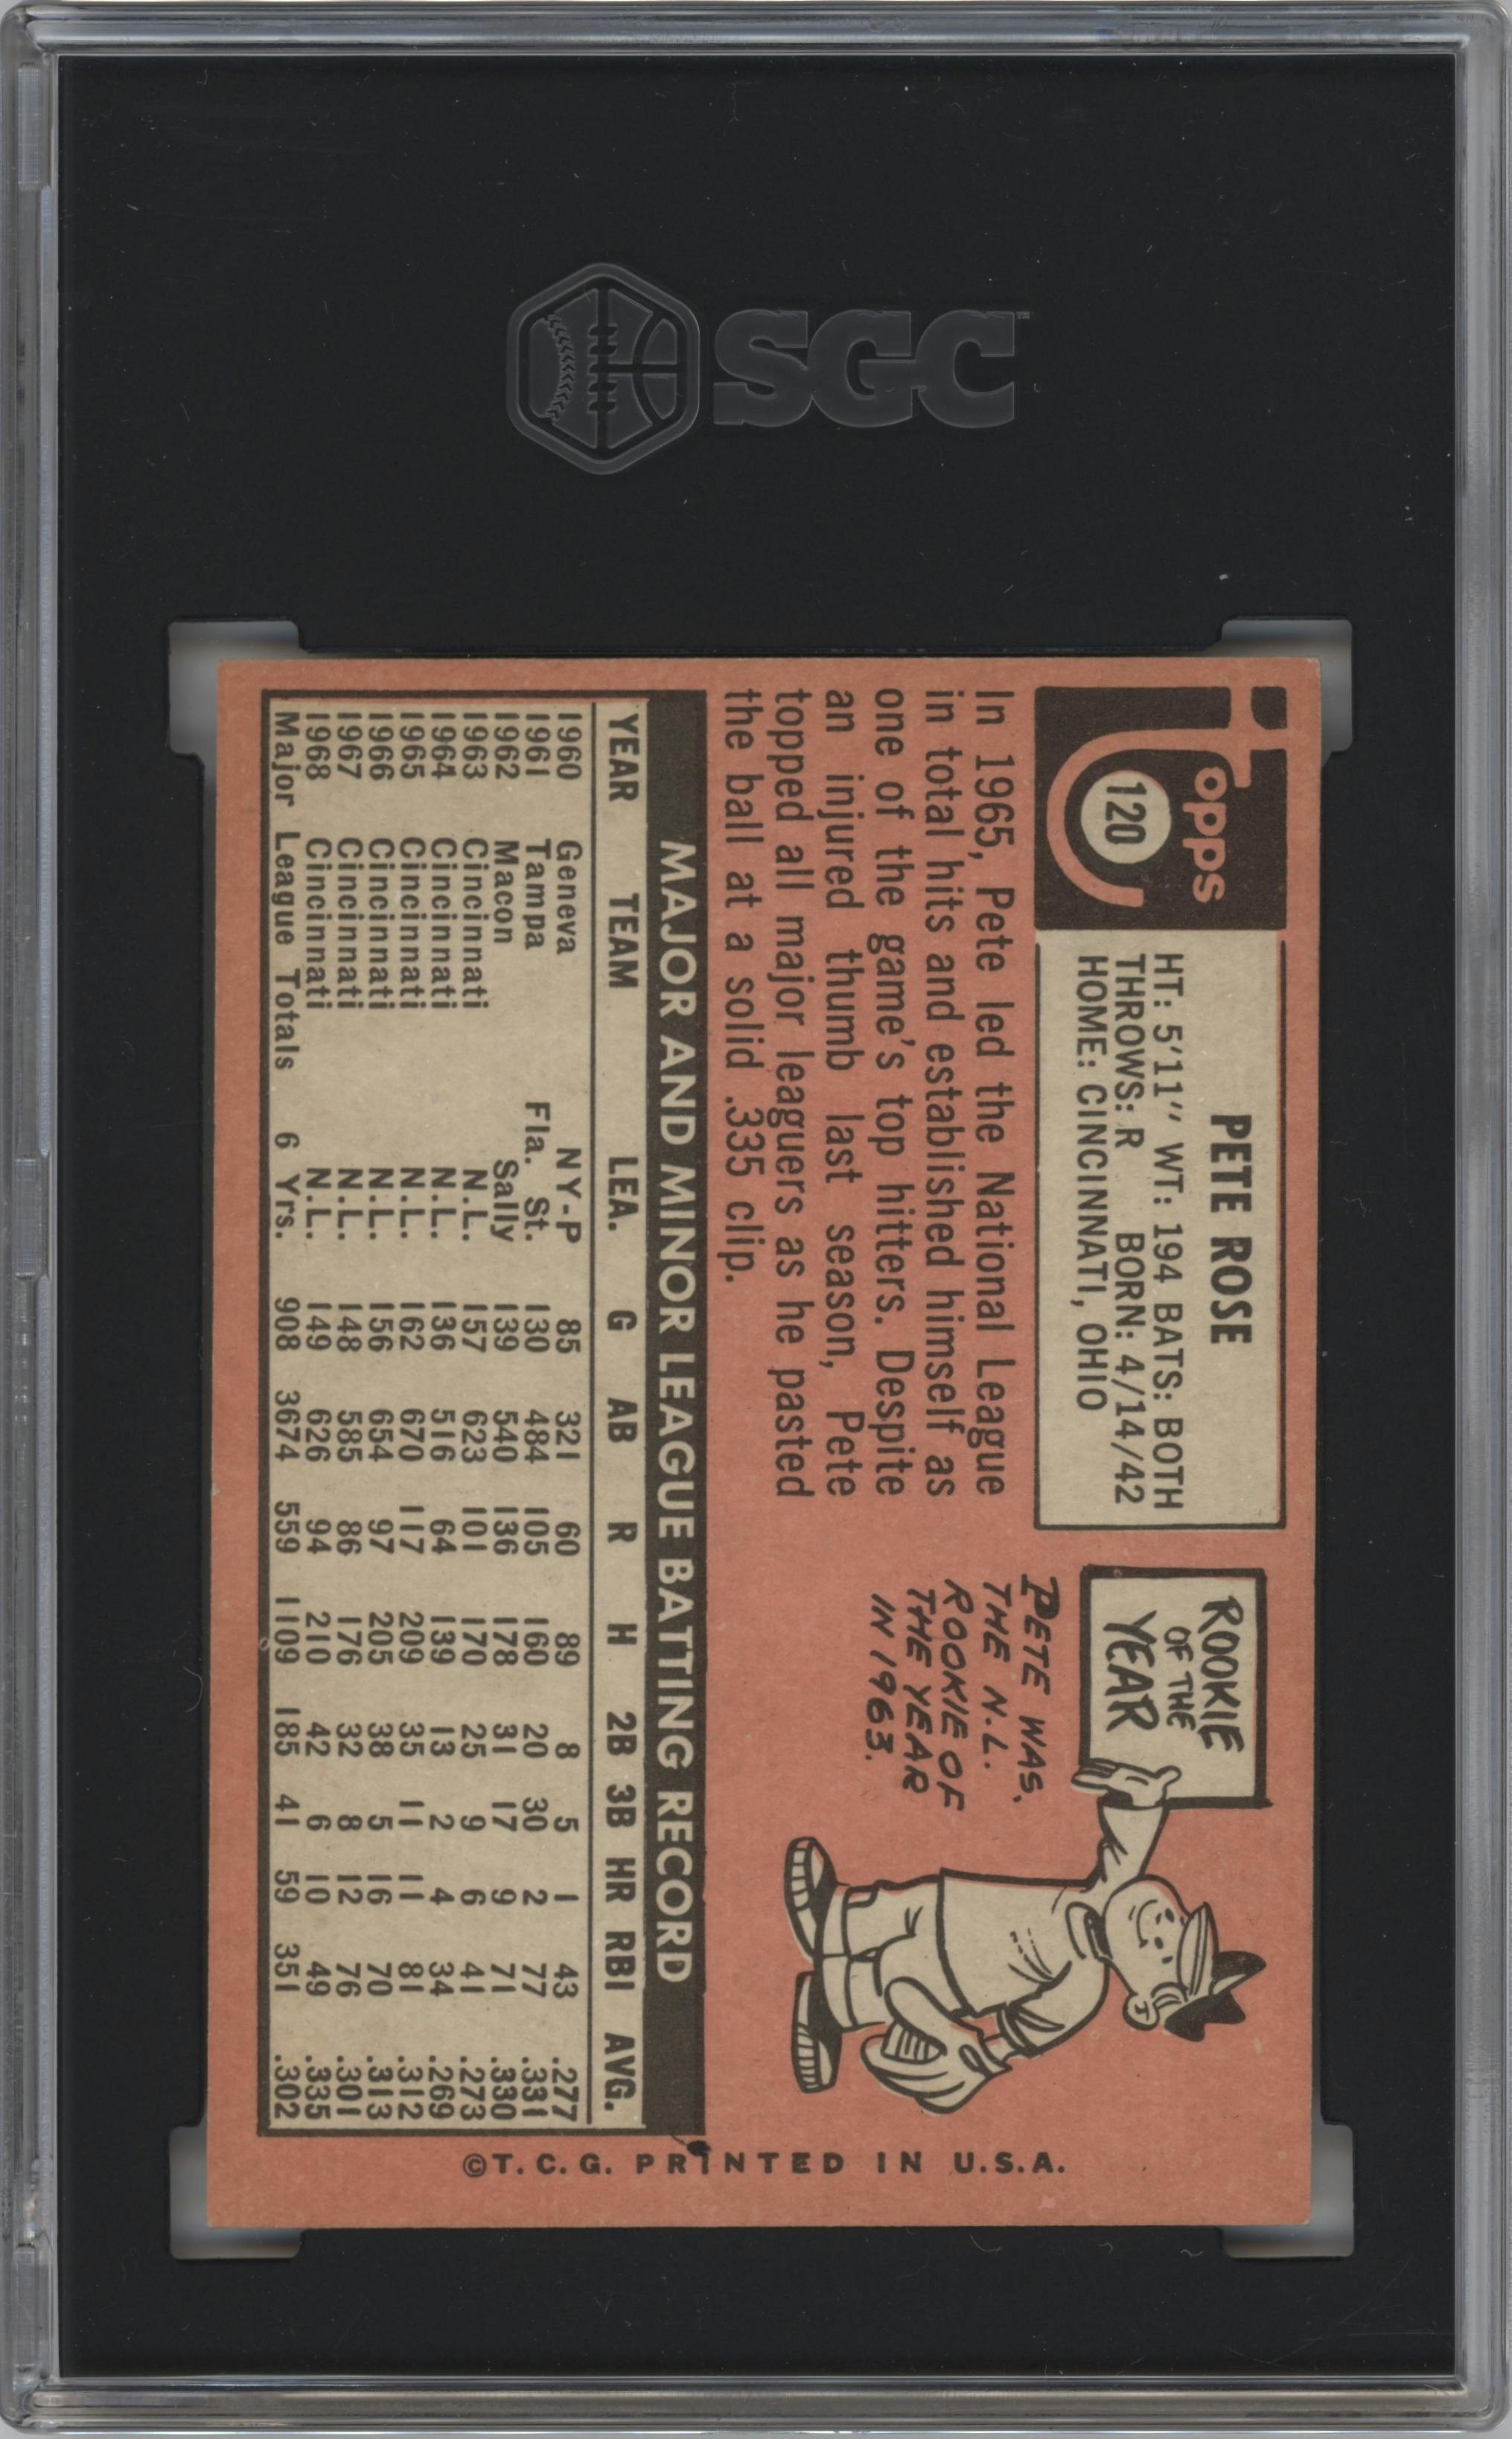 SGC™
Topps
120
PETE ROSE
HT: 5'11" WT: 194 BATS: BOTH
THROWS: R BORN: 4/14/42
HOME: CINCINNATI, OHIO
In 1965, Pete led the National League
in total hits and established himself as
one of the game's top hitters. Despite
an injured thumb last season, Pete
topped all major leaguers as he pasted
the ball at a solid .335 clip.
ROOKIE
OF THE
YEAR
PETE WAS
THE N.L.
ROOKIE OF
THE YEAR
IN 1963.
MAJOR AND MINOR LEAGUE BATTING RECORD
YEAR TEAM LEA. G AB R H 2B 3B HR RBI AVG.
1960 Geneva NY-P 85 321 60 89 8 5 1 43 .277
1961 Tampa Fla. St. 130 484 105 160 20 30 2 77 .331
1962 Macon Sally 139 540 136 178 31 17 9 71 .330
1963 Cincinnati N.L. 157 623 101 170 25 9 6 41 .273
1964 Cincinnati N.L. 136 516 64 139 13 2 4 34 .269
1965 Cincinnati N.L. 162 670 117 209 35 11 11 81 .312
1966 Cincinnati N.L. 156 654 97 205 38 5 16 70 .313
1967 Cincinnati N.L. 148 585 86 176 32 8 12 76 .301
1968 Cincinnati N.L. 149 626 94 210 42 6 10 49 .335
Major League Totals 6 Yrs. 908 3674 559 1109 185 41 59 351 .302
©T.C.G. PRINTED IN U.S.A.